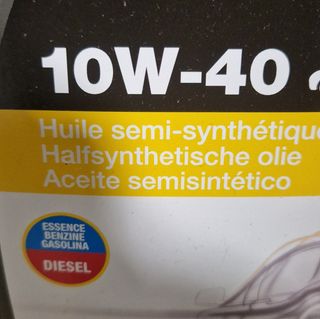 10W-40
Huile semi-synthétique
Halfsynthetische olie
Aceite semisintético
ESSENCE
BENZINE
GASOLINA
DIESEL